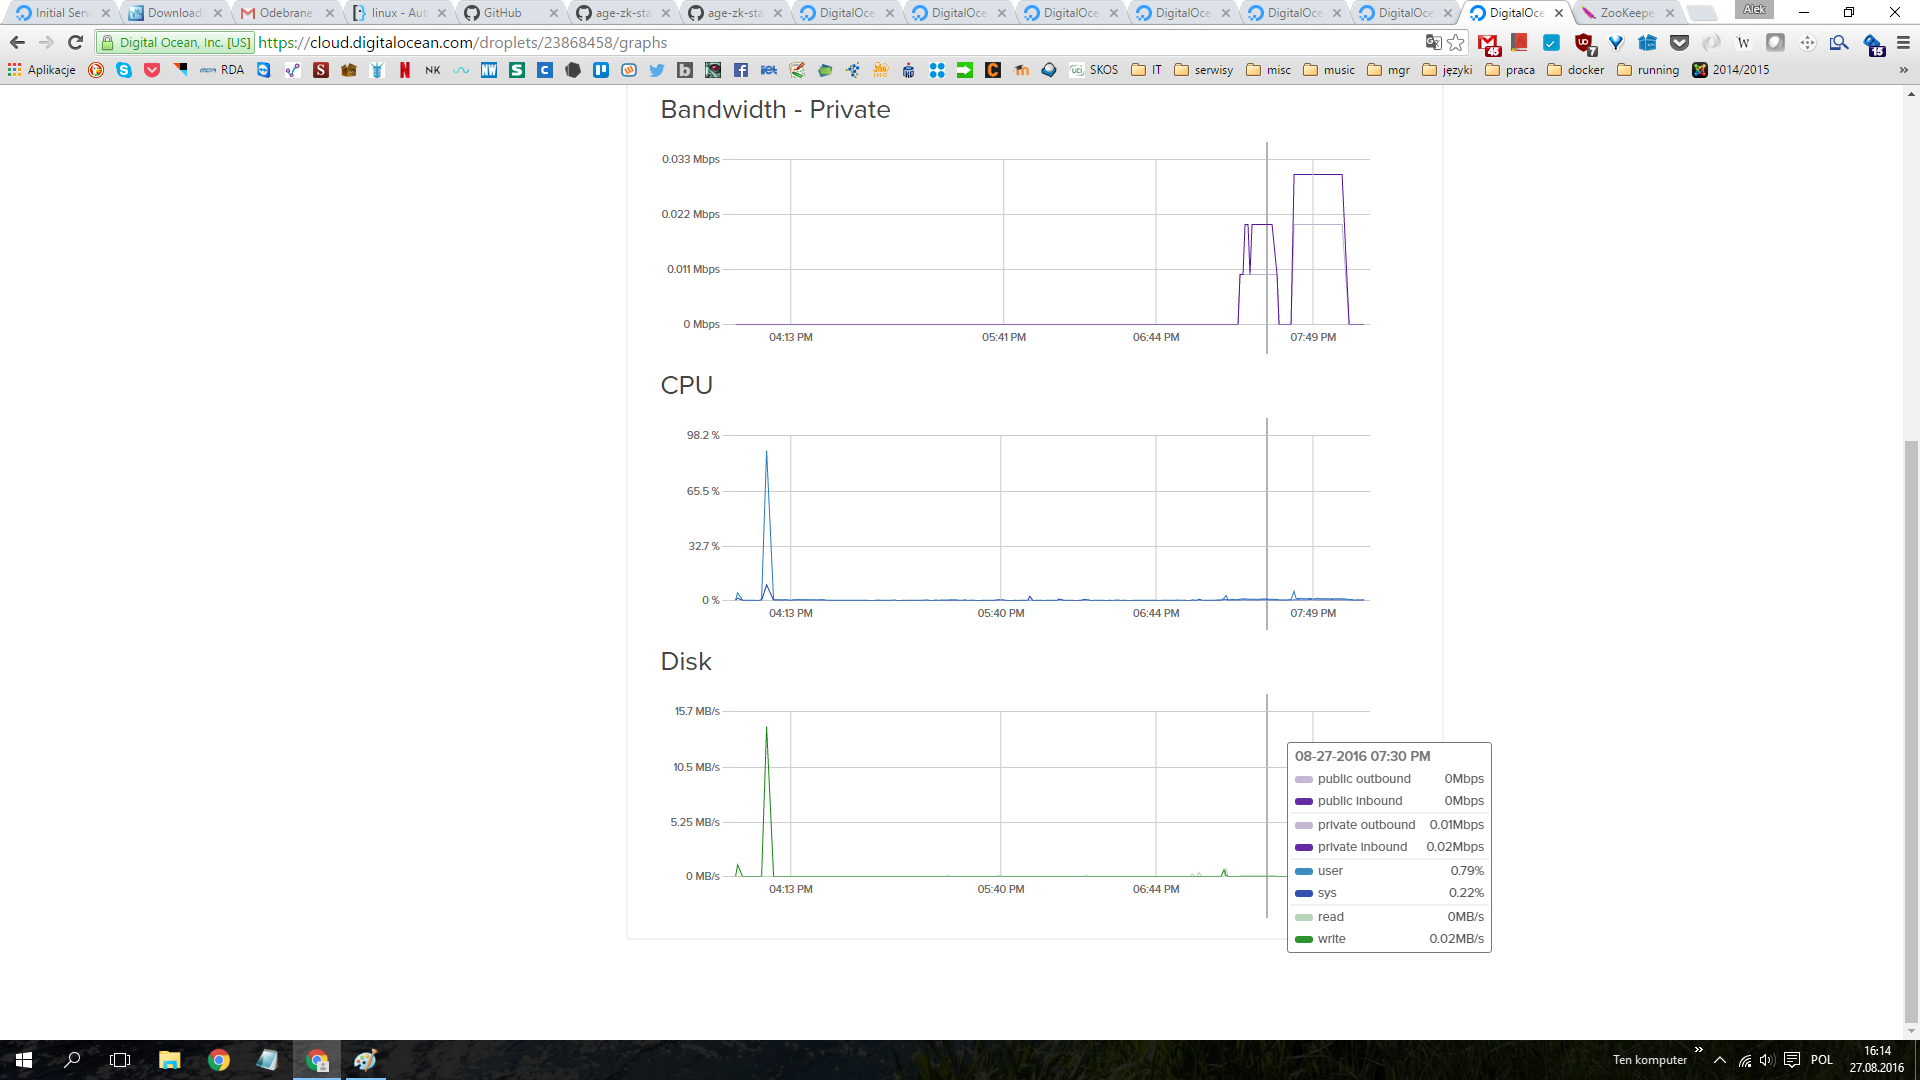 Initial Serv
Download
Odebrane
linux - Aut
GitHub
age-zk-sta
age-zk-sta
DigitalOce
DigitalOce
DigitalOce
DigitalOce
DigitalOce
DigitalOce
DigitalOce
ZooKeepe
Alek
Digital Ocean, Inc. [US]
https://cloud.digitalocean.com/droplets/23868458/graphs
45
7
W
15
Aplikacje
RDA
NK
SKOS
IT
serwisy
misc
music
mgr
języki
praca
docker
running
2014/2015
»
Bandwidth - Private
0.033 Mbps
0.022 Mbps
0.011 Mbps
0 Mbps
04:13 PM
05:41 PM
06:44 PM
07:49 PM
CPU
98.2 %
65.5 %
32.7 %
0 %
04:13 PM
05:40 PM
06:44 PM
07:49 PM
Disk
15.7 MB/s
10.5 MB/s
5.25 MB/s
0 MB/s
04:13 PM
05:40 PM
06:44 PM
08-27-2016 07:30 PM
public outbound 0Mbps
public inbound 0Mbps
private outbound 0.01Mbps
private inbound 0.02Mbps
user 0.79%
sys 0.22%
read 0MB/s
write 0.02MB/s
Ten komputer
»
POL
16:14
27.08.2016